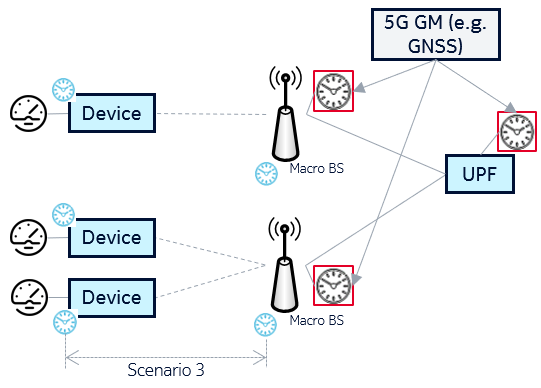 5G GM (e.g.
GNSS)
Device
Macro BS
UPF
Device
Device
Macro BS
Scenario 3